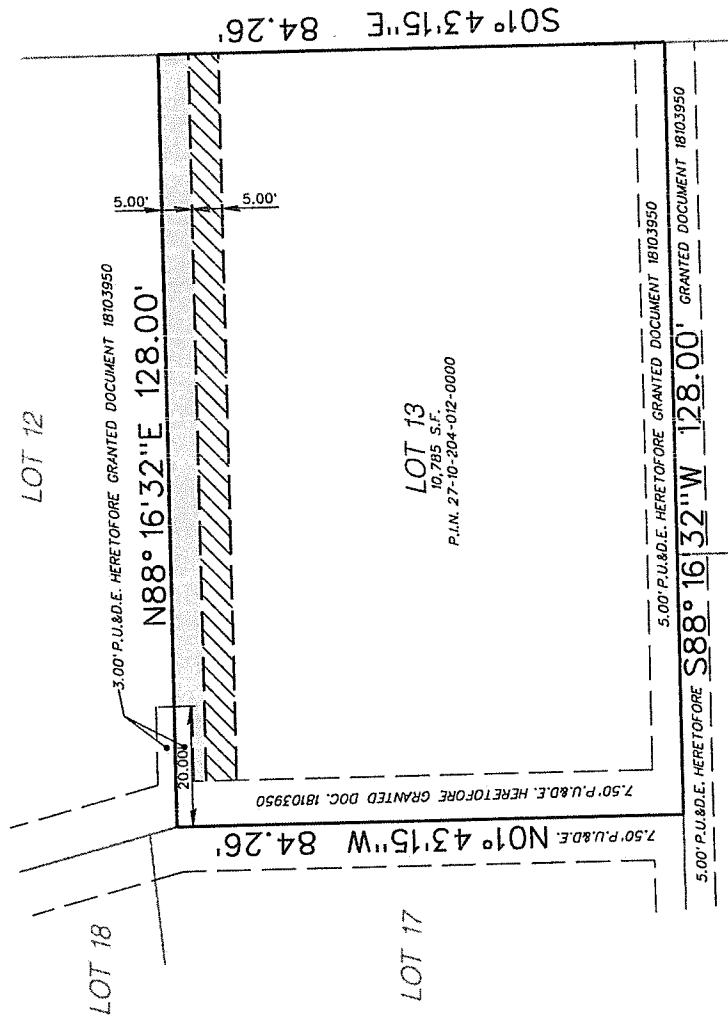 S01° 43'15"E 84.26'
5.00'
5.00'
LOT 12
3.00' P.U.&D.E. HERETOFORE GRANTED DOCUMENT 18103950
N88° 16'32"E 128.00'
20.00'
LOT 13
10,785 S.F.
P.I.N. 27-10-204-012-0000
5.00' P.U.&D.E. HERETOFORE GRANTED DOCUMENT 18103950
S88° 16'32"W 128.00'
5.00' P.U.&D.E. HERETOFORE GRANTED DOCUMENT 18103950
7.50' P.U.&D.E. HERETOFORE GRANTED DOC. 18103950
N01° 43'15"W 84.26'
7.50' P.U.&D.E.
LOT 18
LOT 17